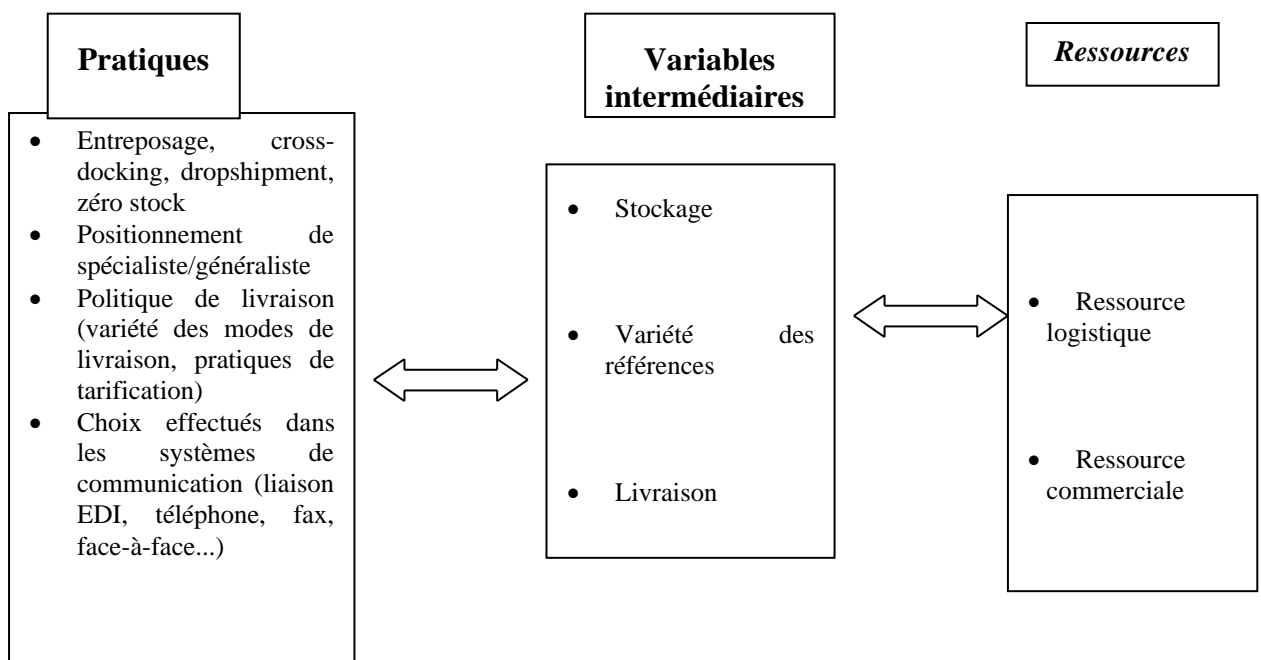 Pratiques
• Entreposage, cross-
docking, dropshipment,
zéro stock
• Positionnement de
spécialiste/généraliste
• Politique de livraison
(variété des modes de
livraison, pratiques de
tarification)
• Choix effectués dans
les systèmes de
communication (liaison
EDI, téléphone, fax,
face-à-face...)
Variables
intermédiaires
• Stockage
• Variété des
références
• Livraison
Ressources
• Ressource
logistique
• Ressource
commerciale